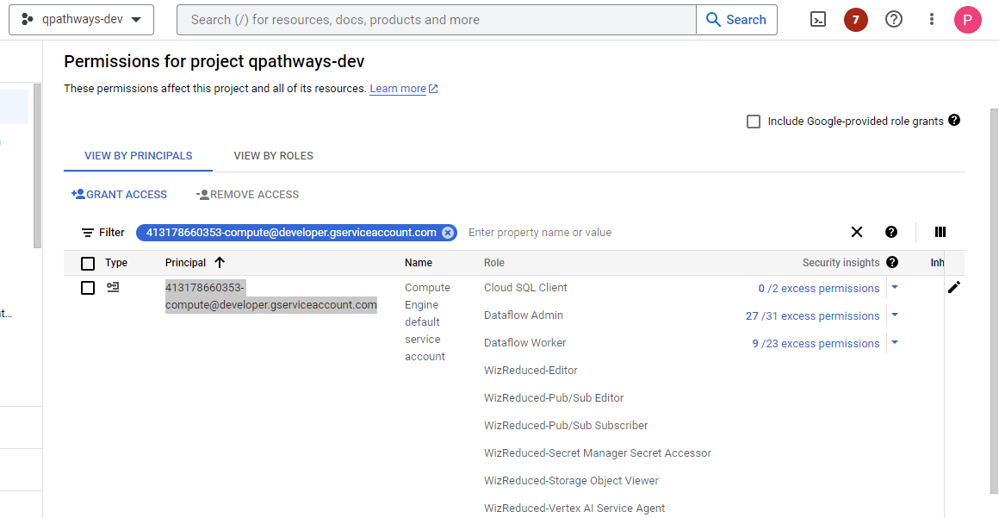 qpathways-dev
Search (/) for resources, docs, products and more
Search
7
P
Permissions for project qpathways-dev
These permissions affect this project and all of its resources. Learn more
Include Google-provided role grants
VIEW BY PRINCIPALS VIEW BY ROLES
GRANT ACCESS REMOVE ACCESS
Filter 413178660353-compute@developer.gserviceaccount.com Enter property name or value
Type Principal Name Role Security insights Inh
413178660353-
compute@developer.gserviceaccount.com
Compute
Engine
default
service
account
Cloud SQL Client 0 /2 excess permissions
Dataflow Admin 27 /31 excess permissions
Dataflow Worker 9 /23 excess permissions
WizReduced-Editor
WizReduced-Pub/Sub Editor
WizReduced-Pub/Sub Subscriber
WizReduced-Secret Manager Secret Accessor
WizReduced-Storage Object Viewer
WizReduced-Vertex AI Service Agent